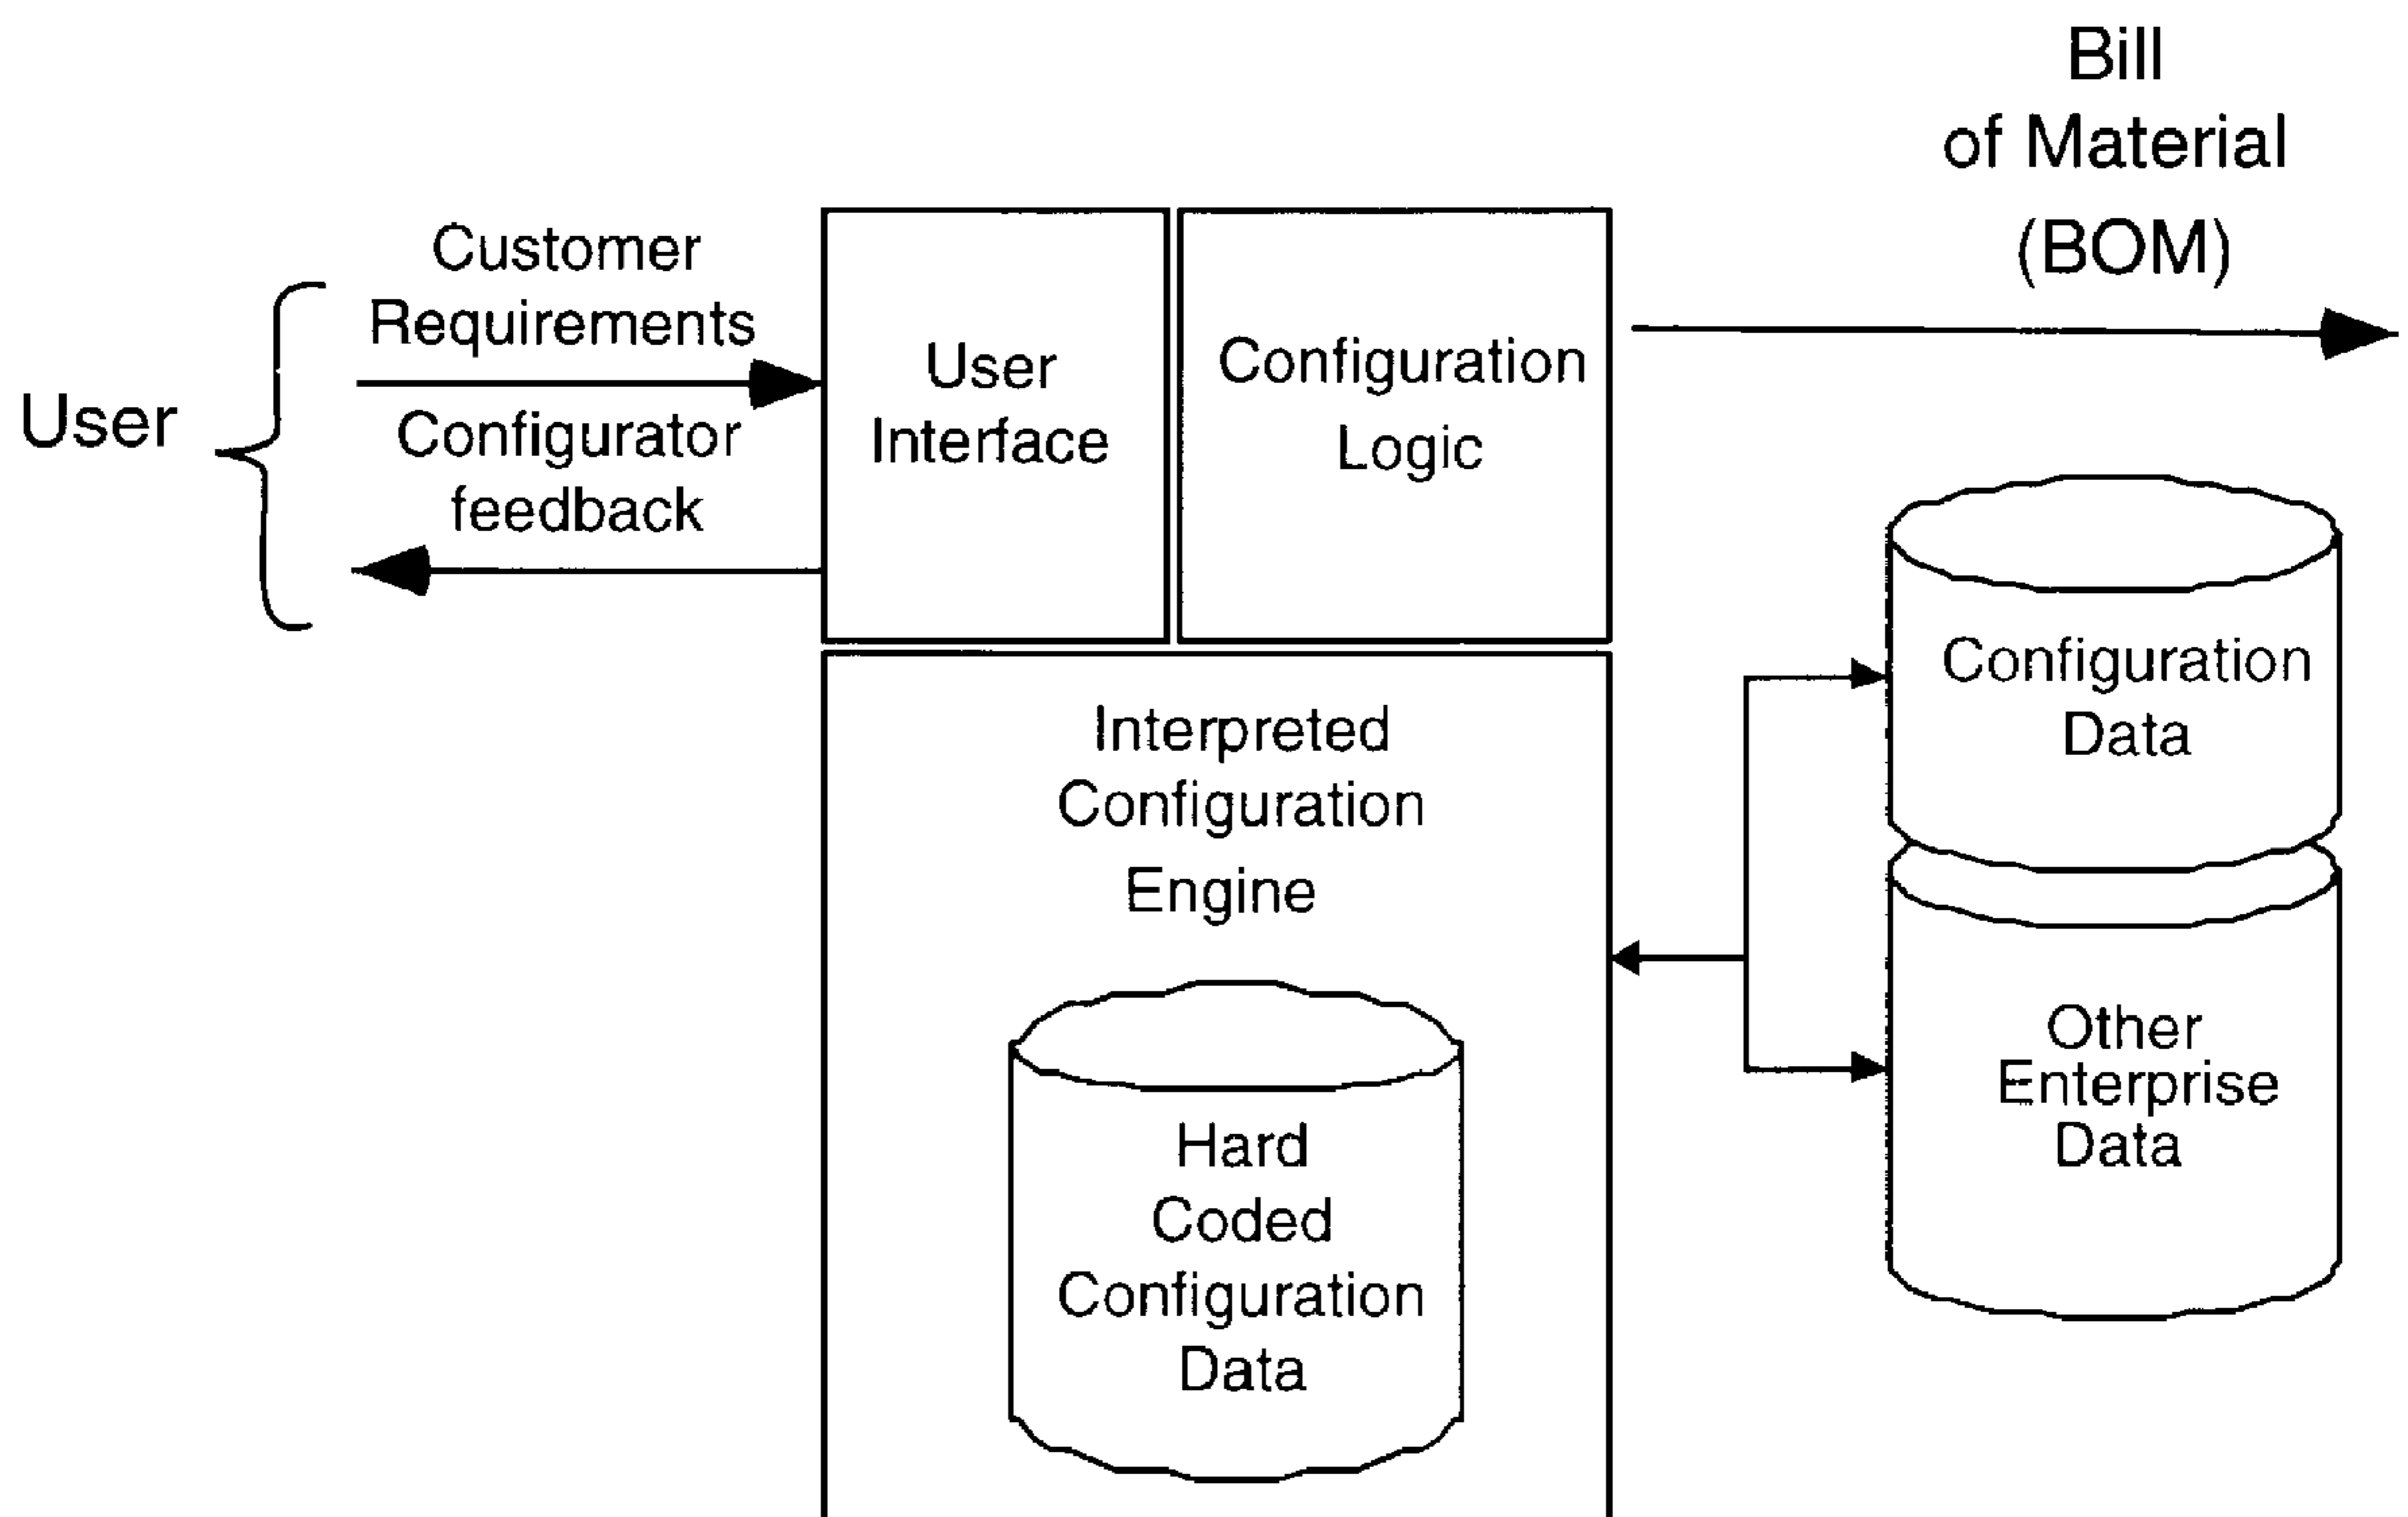 Bill
of Material
(BOM)
Customer
Requirements
Configurator
feedback
User
User
Interface
Configuration
Logic
Configuration
Data
Interpreted
Configuration
Engine
Other
Enterprise
Data
Hard
Coded
Configuration
Data